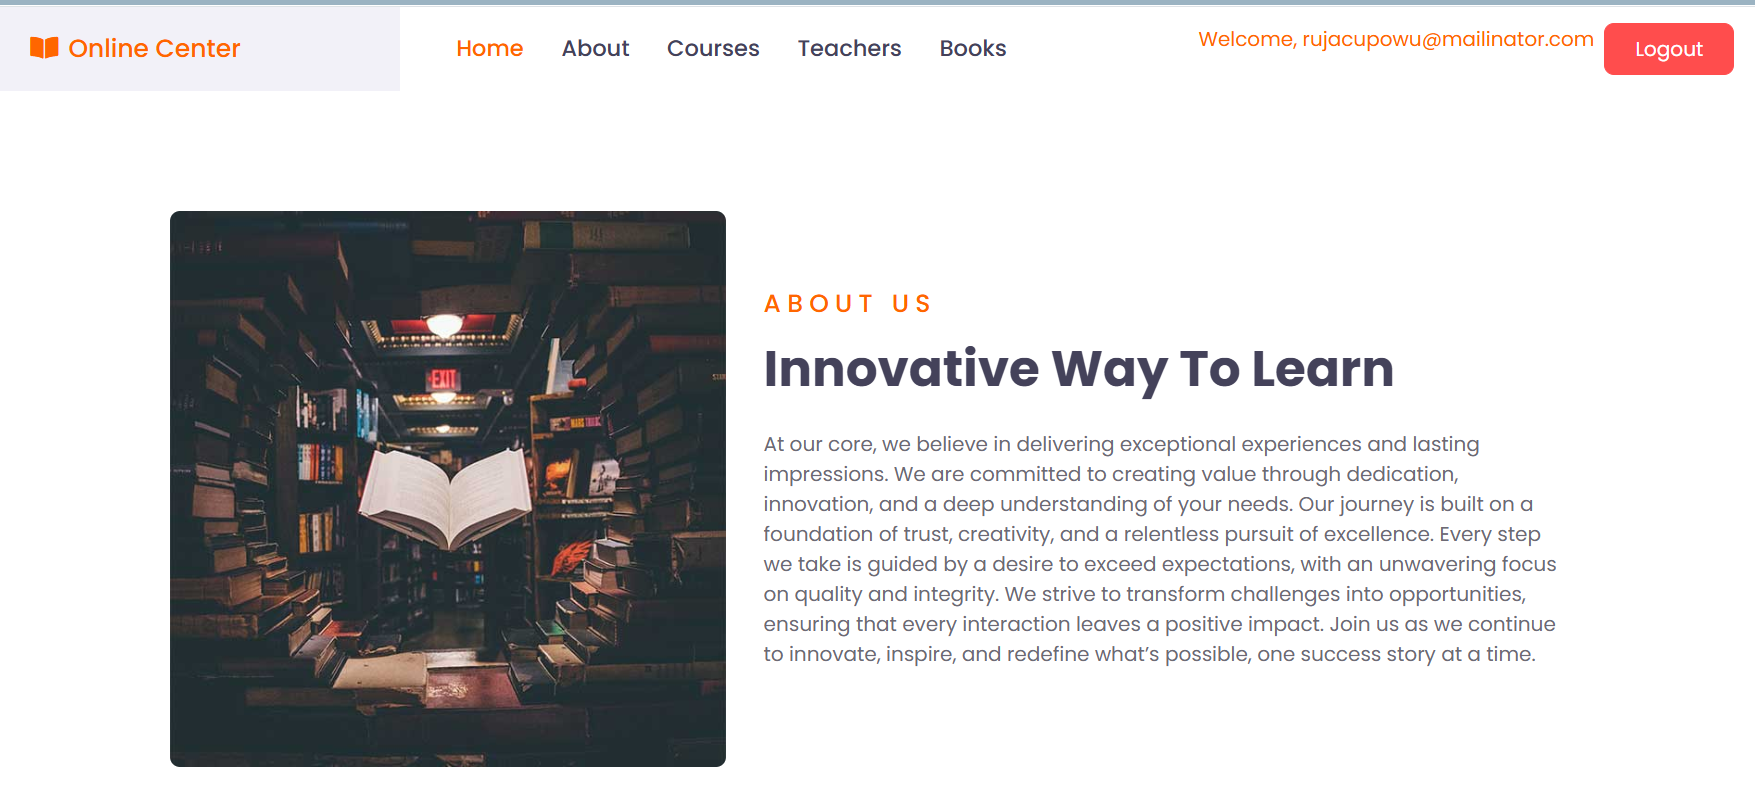 Online Center
Home About Courses Teachers Books
Welcome, rujacupowu@mailinator.com
Logout
EXIT
ABOUT US
Innovative Way To Learn
At our core, we believe in delivering exceptional experiences and lasting
impressions. We are committed to creating value through dedication,
innovation, and a deep understanding of your needs. Our journey is built on a
foundation of trust, creativity, and a relentless pursuit of excellence. Every step
we take is guided by a desire to exceed expectations, with an unwavering focus
on quality and integrity. We strive to transform challenges into opportunities,
ensuring that every interaction leaves a positive impact. Join us as we continue
to innovate, inspire, and redefine what’s possible, one success story at a time.